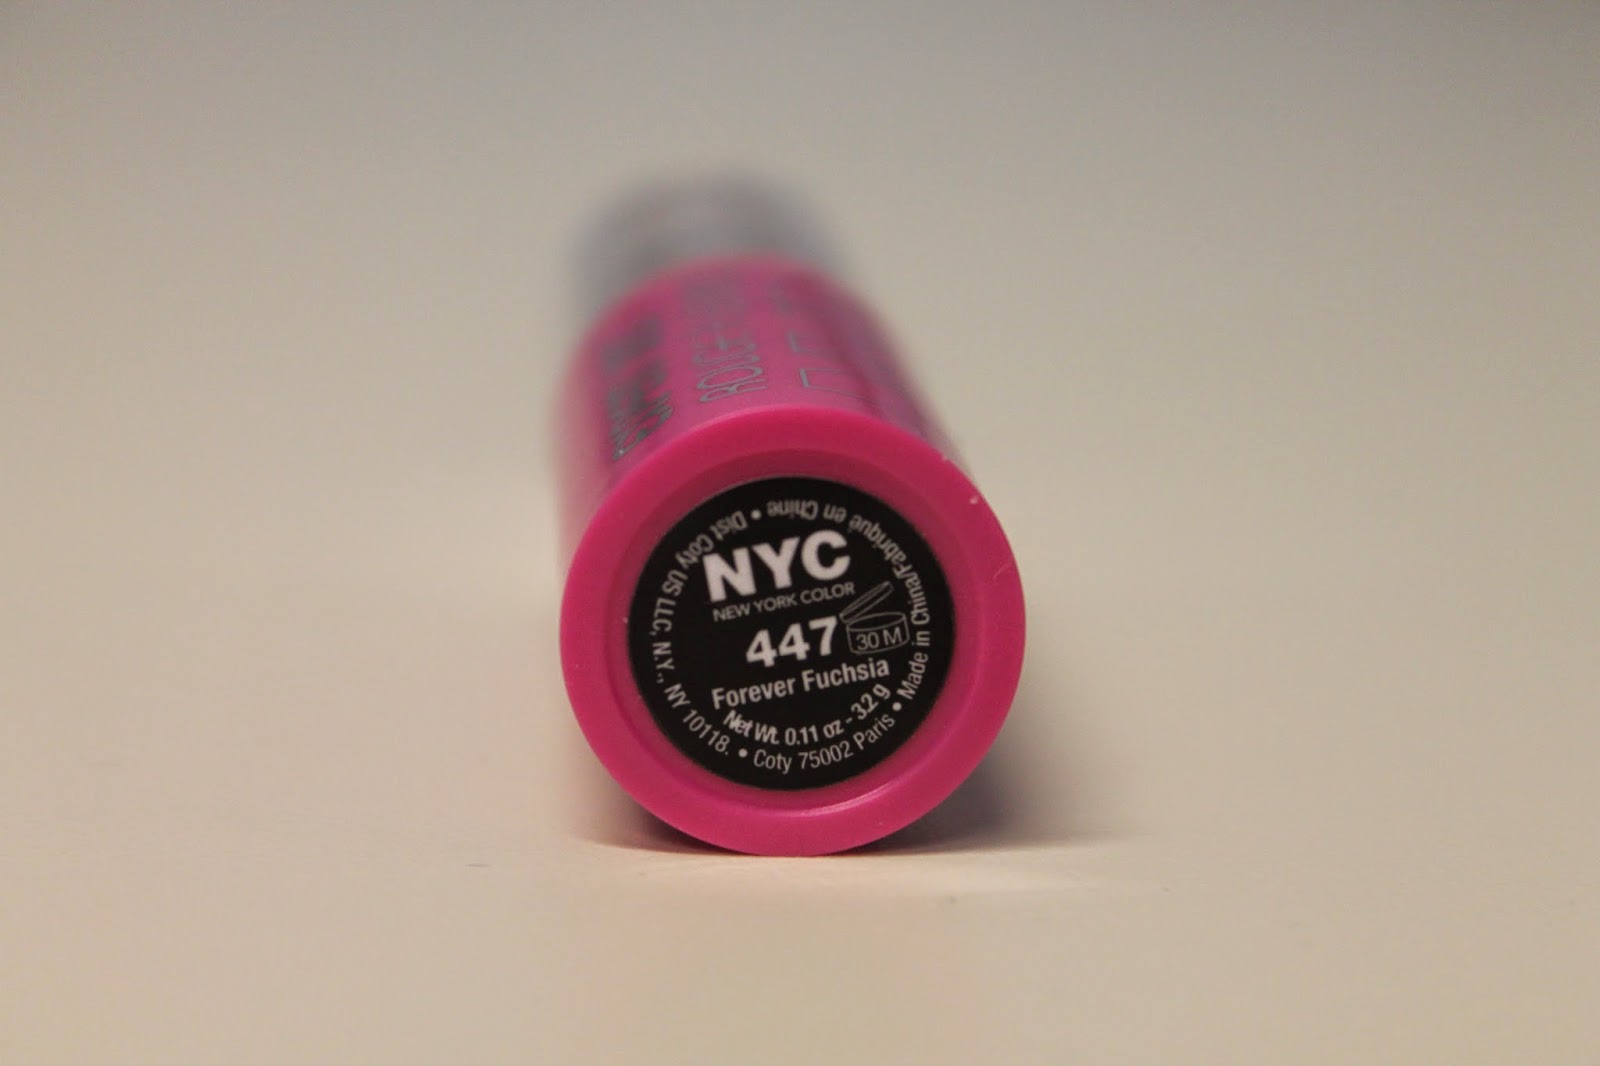 NYC
NEW YORK COLOR
447
30 M
Forever Fuchsia
Net Wt. 0.11 oz - 3.2 g
Dist Coty US LLC, N.Y., NY 10118. • Coty 75002 Paris • Made in China/Fabriqué en Chine •
ROUGE